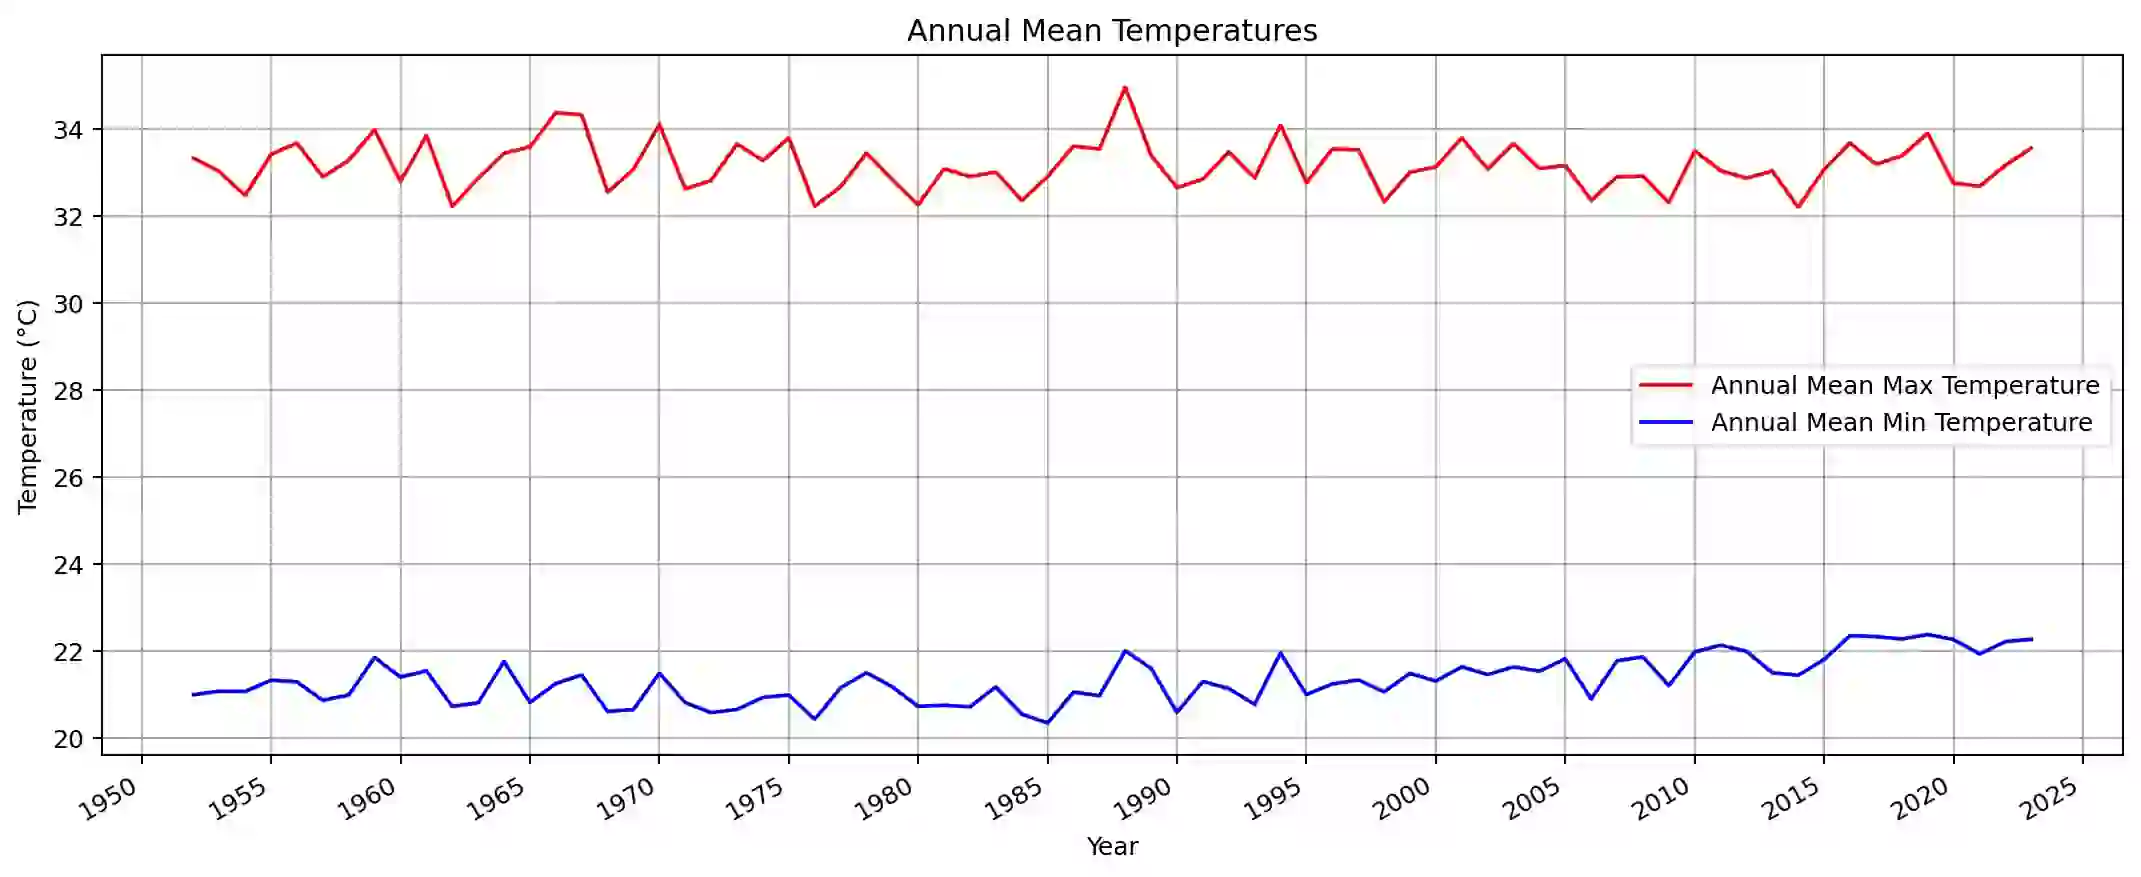 Annual Mean Temperatures
Temperature (°C)
34
32
30
28
26
24
22
20
Annual Mean Max Temperature
Annual Mean Min Temperature
1950 1955 1960 1965 1970 1975 1980 1985 1990 1995 2000 2005 2010 2015 2020 2025
Year